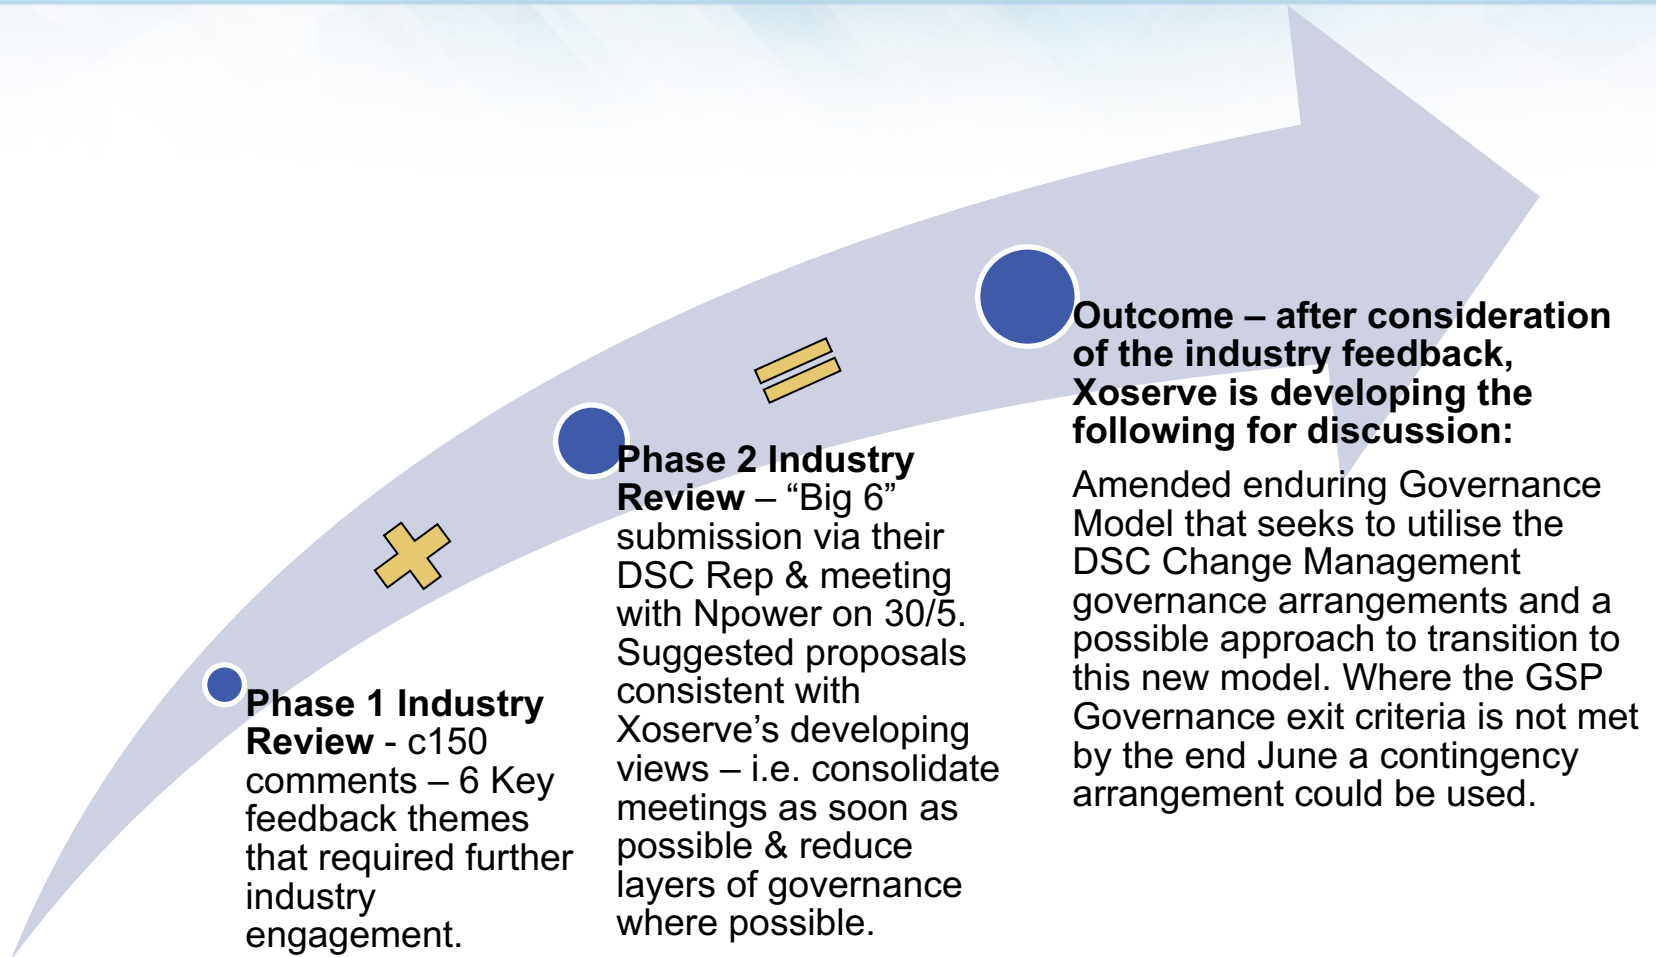 Phase 1 Industry
Review - c150
comments – 6 Key
feedback themes
that required further
industry
engagement.
Phase 2 Industry
Review – “Big 6”
submission via their
DSC Rep & meeting
with Npower on 30/5.
Suggested proposals
consistent with
Xoserve’s developing
views – i.e. consolidate
meetings as soon as
possible & reduce
layers of governance
where possible.
Outcome – after consideration
of the industry feedback,
Xoserve is developing the
following for discussion:
Amended enduring Governance
Model that seeks to utilise the
DSC Change Management
governance arrangements and a
possible approach to transition to
this new model. Where the GSP
Governance exit criteria is not met
by the end June a contingency
arrangement could be used.